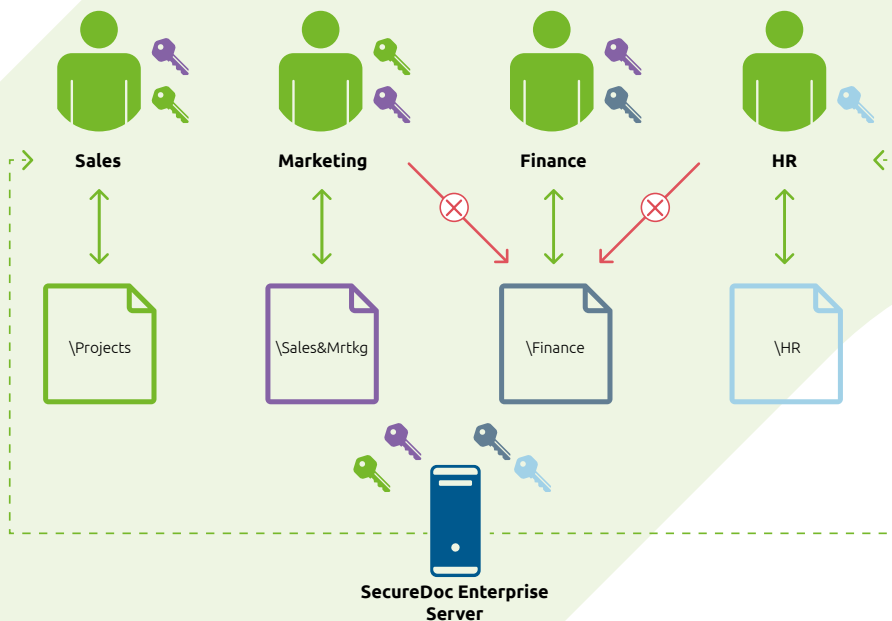 Sales
Marketing
Finance
HR
\Projects
\Sales&Mrtkg
\Finance
\HR
SecureDoc Enterprise
Server